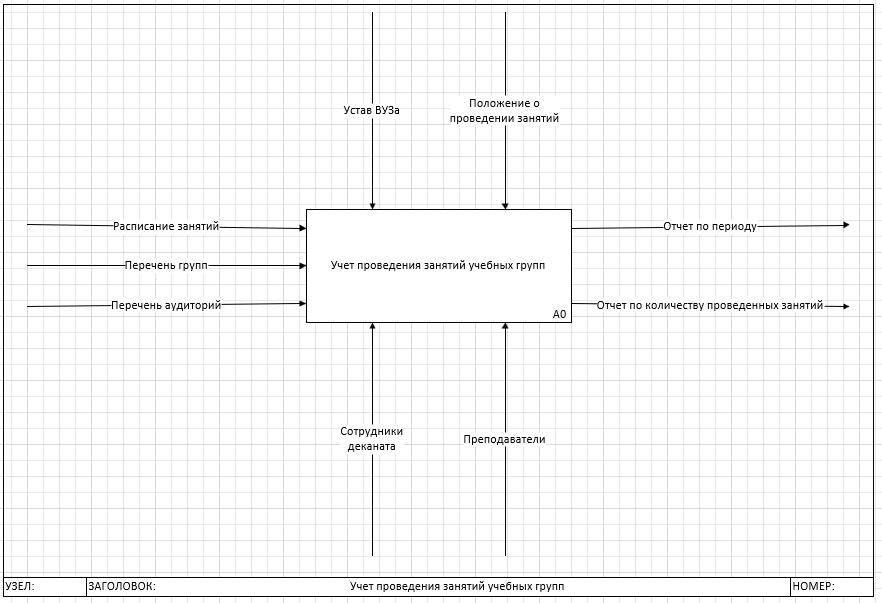 Устав ВУЗа
Положение о
проведении занятий
Расписание занятий
Отчет по периоду
Перечень групп
Учет проведения занятий учебных групп
Перечень аудиторий
Отчет по количеству проведенных занятий
A0
Сотрудники
деканата
Преподаватели
УЗЕЛ:
ЗАГОЛОВОК:
Учет проведения занятий учебных групп
НОМЕР: